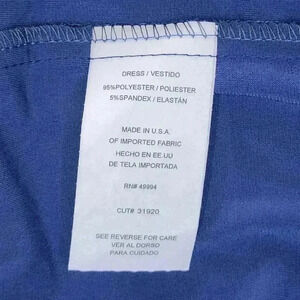 DRESS / VESTIDO
95%POLYESTER / POLIESTER
5%SPANDEX / ELASTÁN
MADE IN U.S.A.
OF IMPORTED FABRIC
HECHO EN EE.UU
DE TELA IMPORTADA
RN# 49994
CUT# 31920
SEE REVERSE FOR CARE
VER AL DORSO
PARA CUIDADO